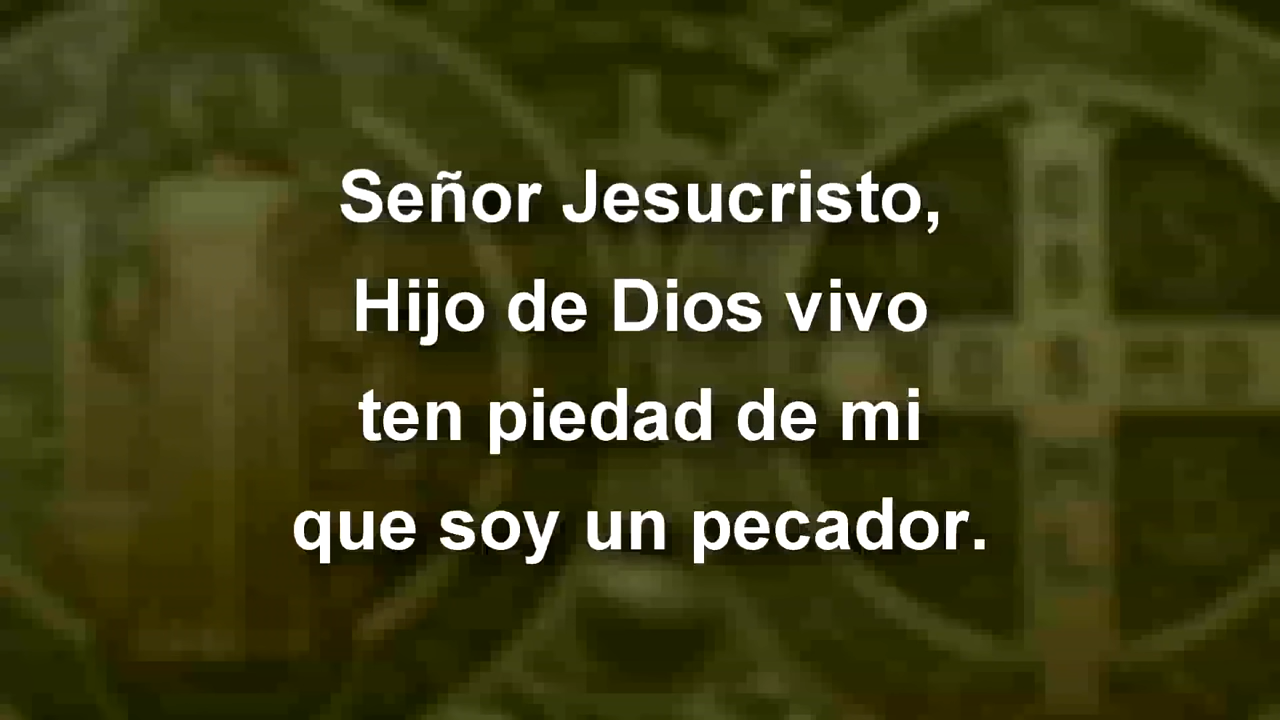 Señor Jesucristo,
Hijo de Dios vivo
ten piedad de mi
que soy un pecador.